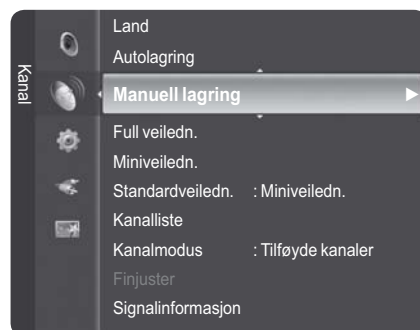 Kanal
Land
Autolagring
Manuell lagring
Full veiledn.
Miniveiledn.
Standardveiledn. : Miniveiledn.
Kanalliste
Kanalmodus : Tilføyde kanaler
Finjuster
Signalinformasjon